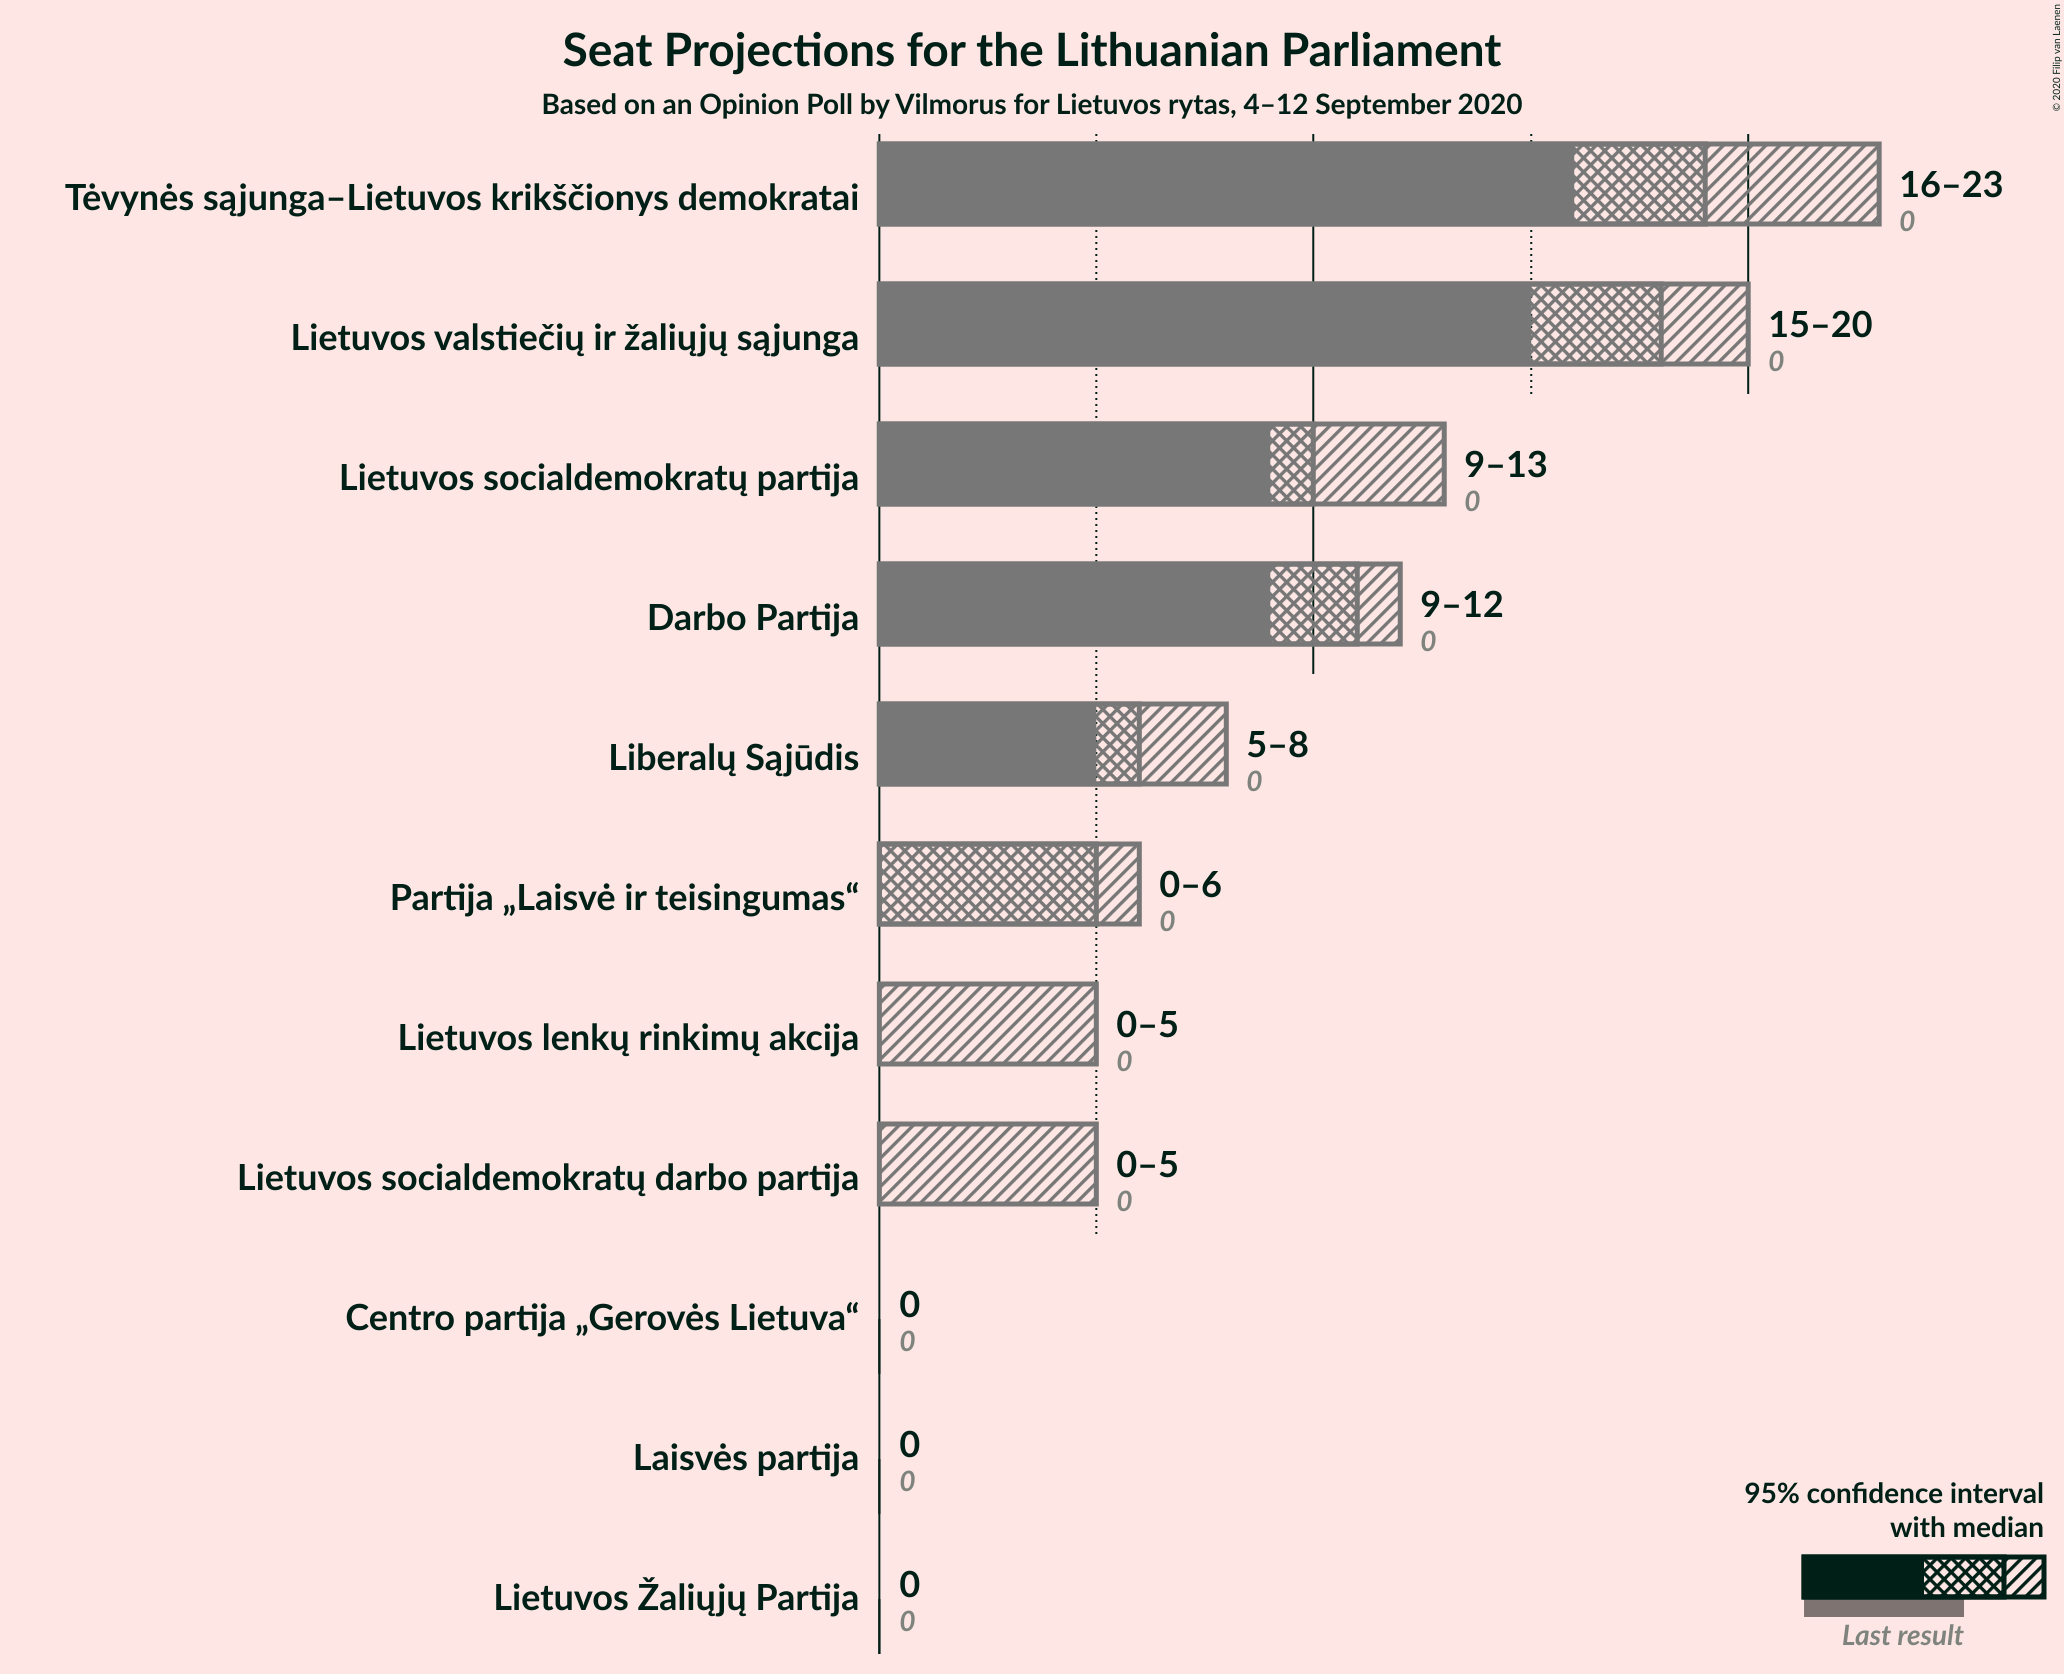 Seat Projections for the Lithuanian Parliament
Based on an Opinion Poll by Vilmorus for Lietuvos rytas, 4–12 September 2020
© 2020 Filip van Laenen
Tėvynės sąjunga–Lietuvos krikščionys demokratai
16–23
0
Lietuvos valstiečių ir žaliųjų sąjunga
15–20
0
Lietuvos socialdemokratų partija
9–13
0
Darbo Partija
9–12
0
Liberalų Sąjūdis
5–8
0
Partija „Laisvė ir teisingumas“
0–6
0
Lietuvos lenkų rinkimų akcija
0–5
0
Lietuvos socialdemokratų darbo partija
0–5
0
Centro partija „Gerovės Lietuva“
0
0
Laisvės partija
0
0
Lietuvos Žaliųjų Partija
0
0
95% confidence interval
with median
Last result